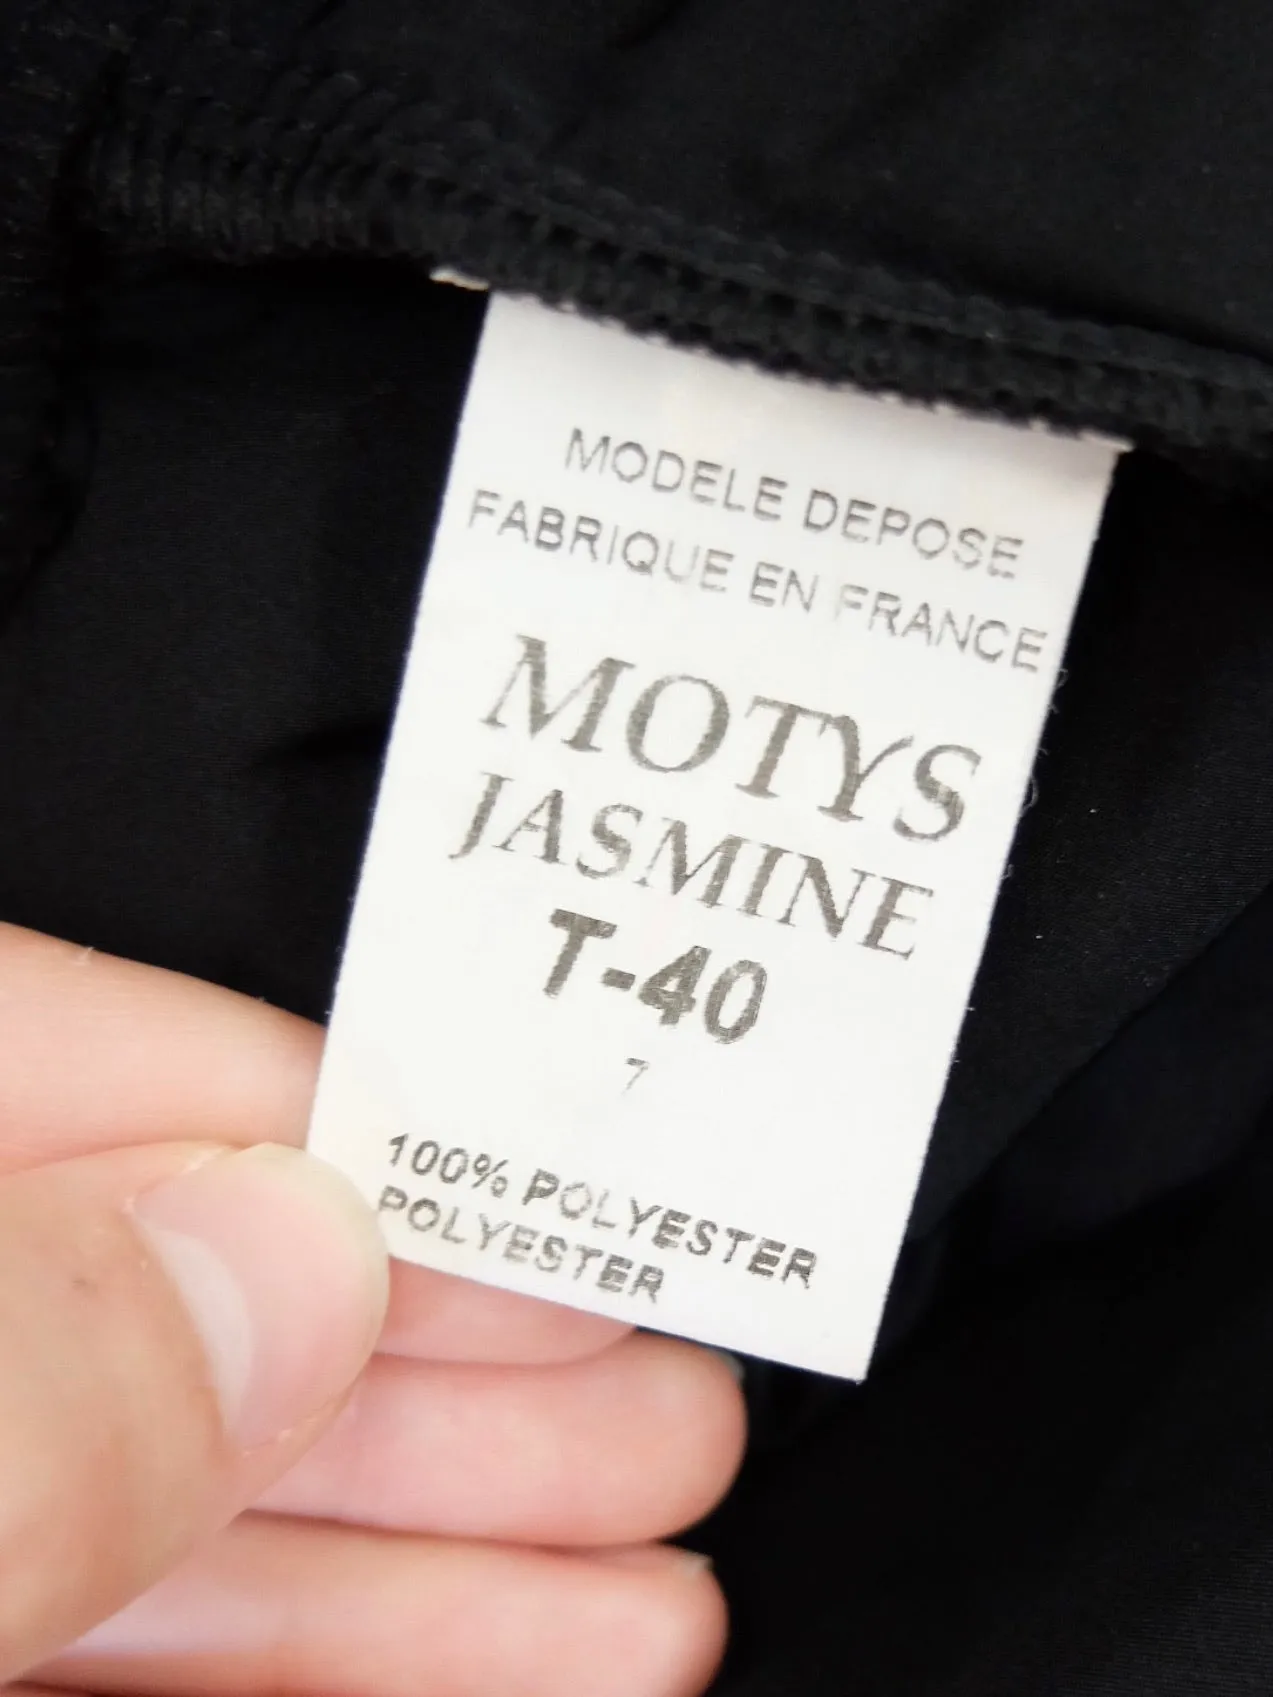 MODELE DEPOSE
FABRIQUE EN FRANCE
MOTYS
JASMINE
T-40
7
100% POLYESTER
POLYESTER